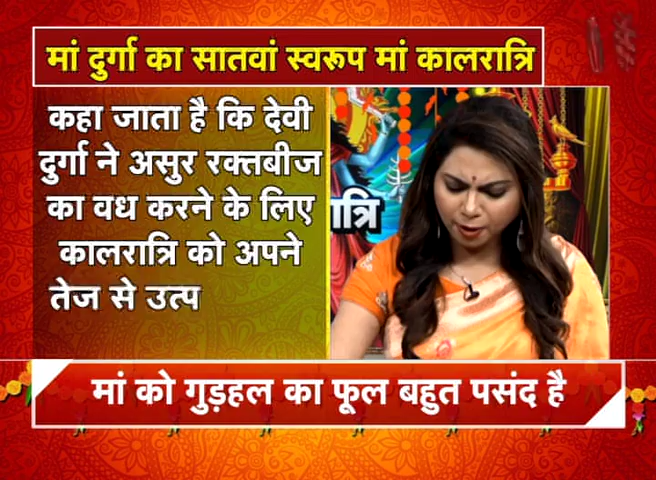 मां दुर्गा का सातवां स्वरूप मां कालरात्रि
कहा जाता है कि देवी
दुर्गा ने असुर रक्तबीज
का वध करने के लिए
कालरात्रि को अपने
तेज से उत्प
ात्रि
मां को गुड़हल का फूल बहुत पसंद है